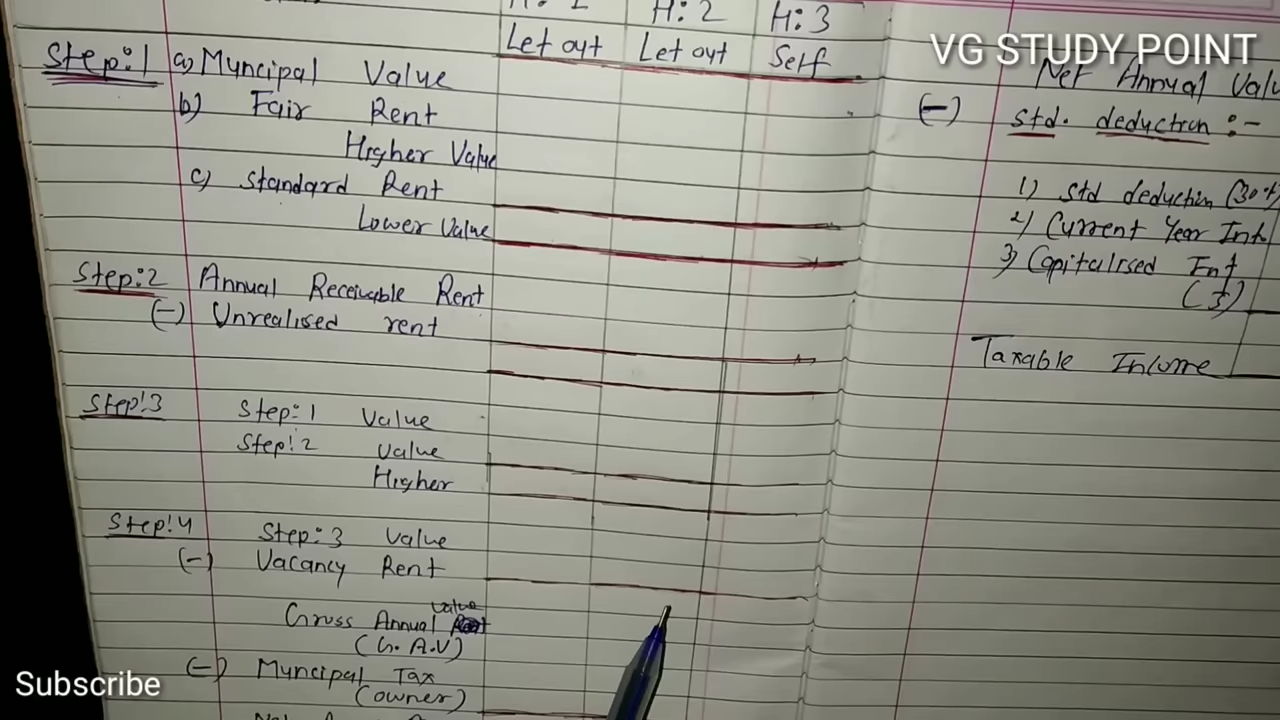 H: 1 H: 2 H: 3
Let out Let out Self
Step:1 a) Muncipal Value
b) Fair Rent
Higher Value
c) Standard Rent
Lower Value
Step:2 Annual Receivable Rent
(-) Unrealised rent
Step:3 Step:1 Value
Step:2 Value
Higher
Step:4 Step:3 Value
(-) Vacancy Rent
Gross Annual value
(G.A.V)
(-) Muncipal Tax
(owner)
VG STUDY POINT
Net Annual Valu
(-) Std. deduction :-
1) Std deduction (30%)
2) Current Year Int.
3) Capitalised Int
(1/5)
Taxable Income
Subscribe